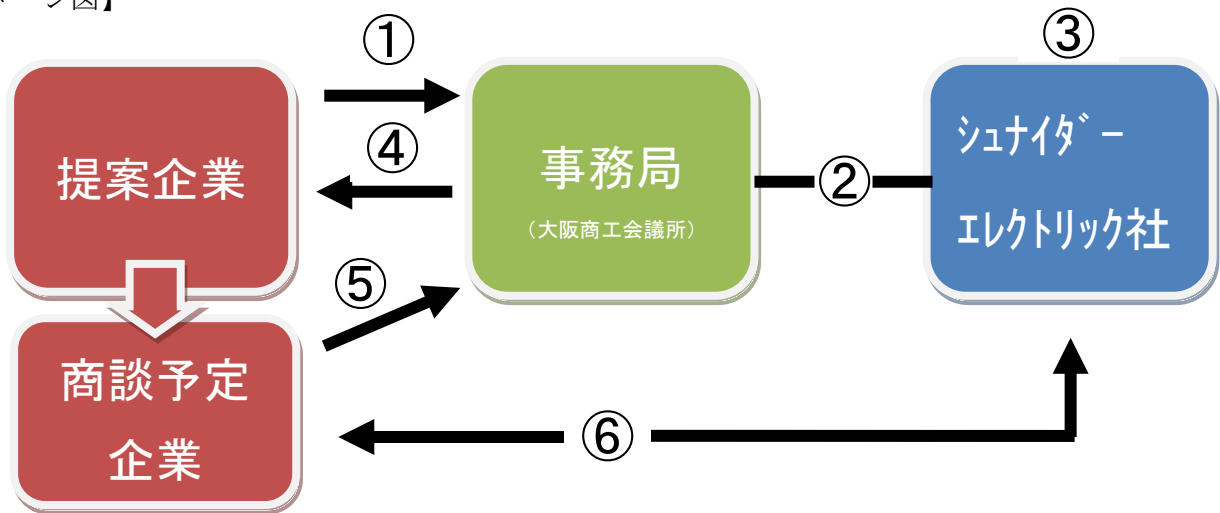 ジ図】
①
③
提案企業
④
事務局
（大阪商工会議所）
②
ｼｭﾅｲﾀﾞｰ
ｴﾚｸﾄﾘｯｸ社
⑤
商談予定
企業
⑥